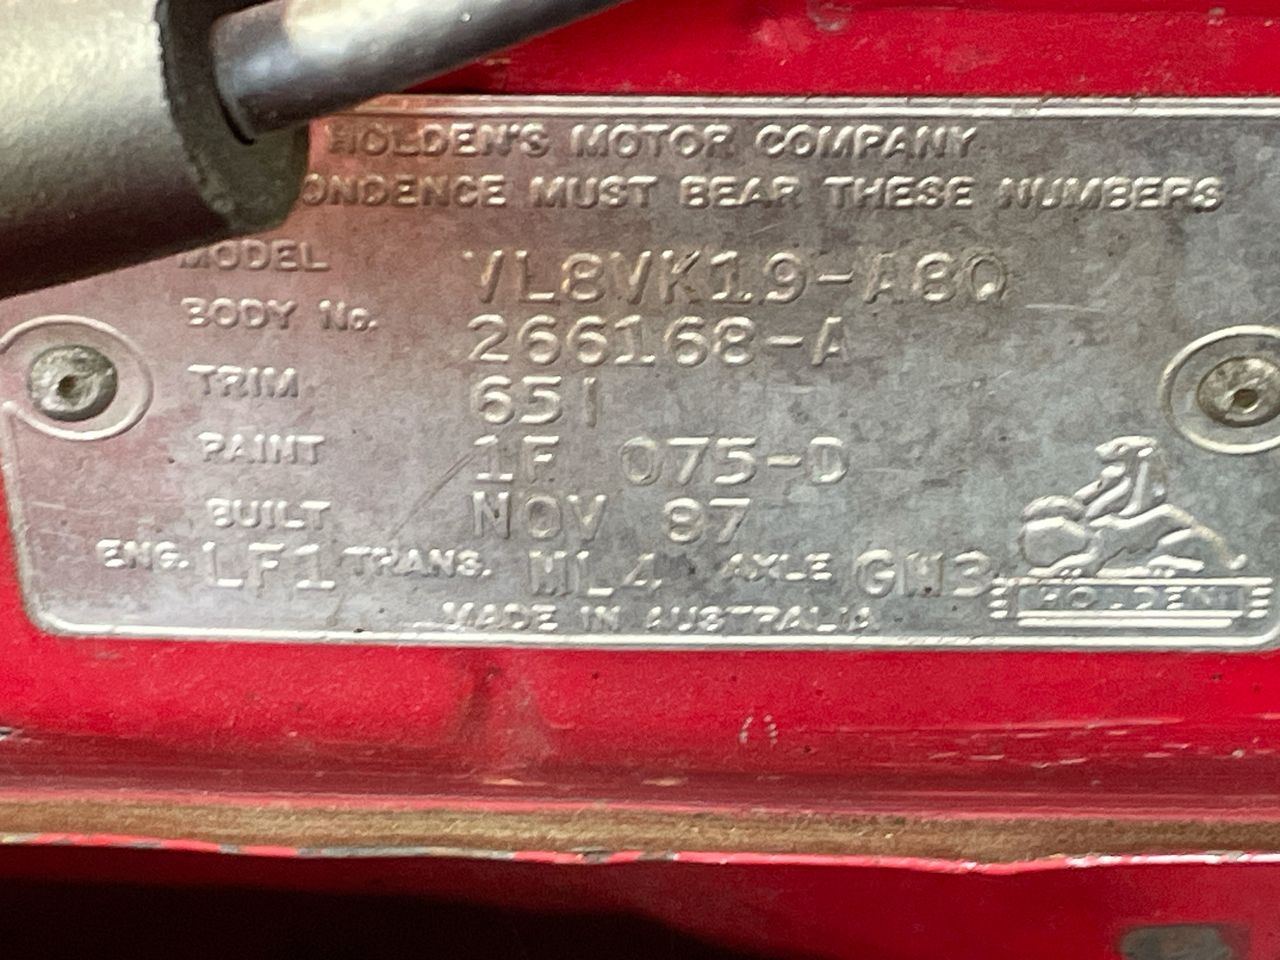 HOLDEN'S MOTOR COMPANY
ONDENCE MUST BEAR THESE NUMBERS
MODEL VL8VK19-A8Q
BODY No. 266168-A
TRIM 651
PAINT 1F 075-D
BUILT NOV 87
ENG. LF1 TRANS. ML4 AXLE GM3
MADE IN AUSTRALIA
HOLDEN